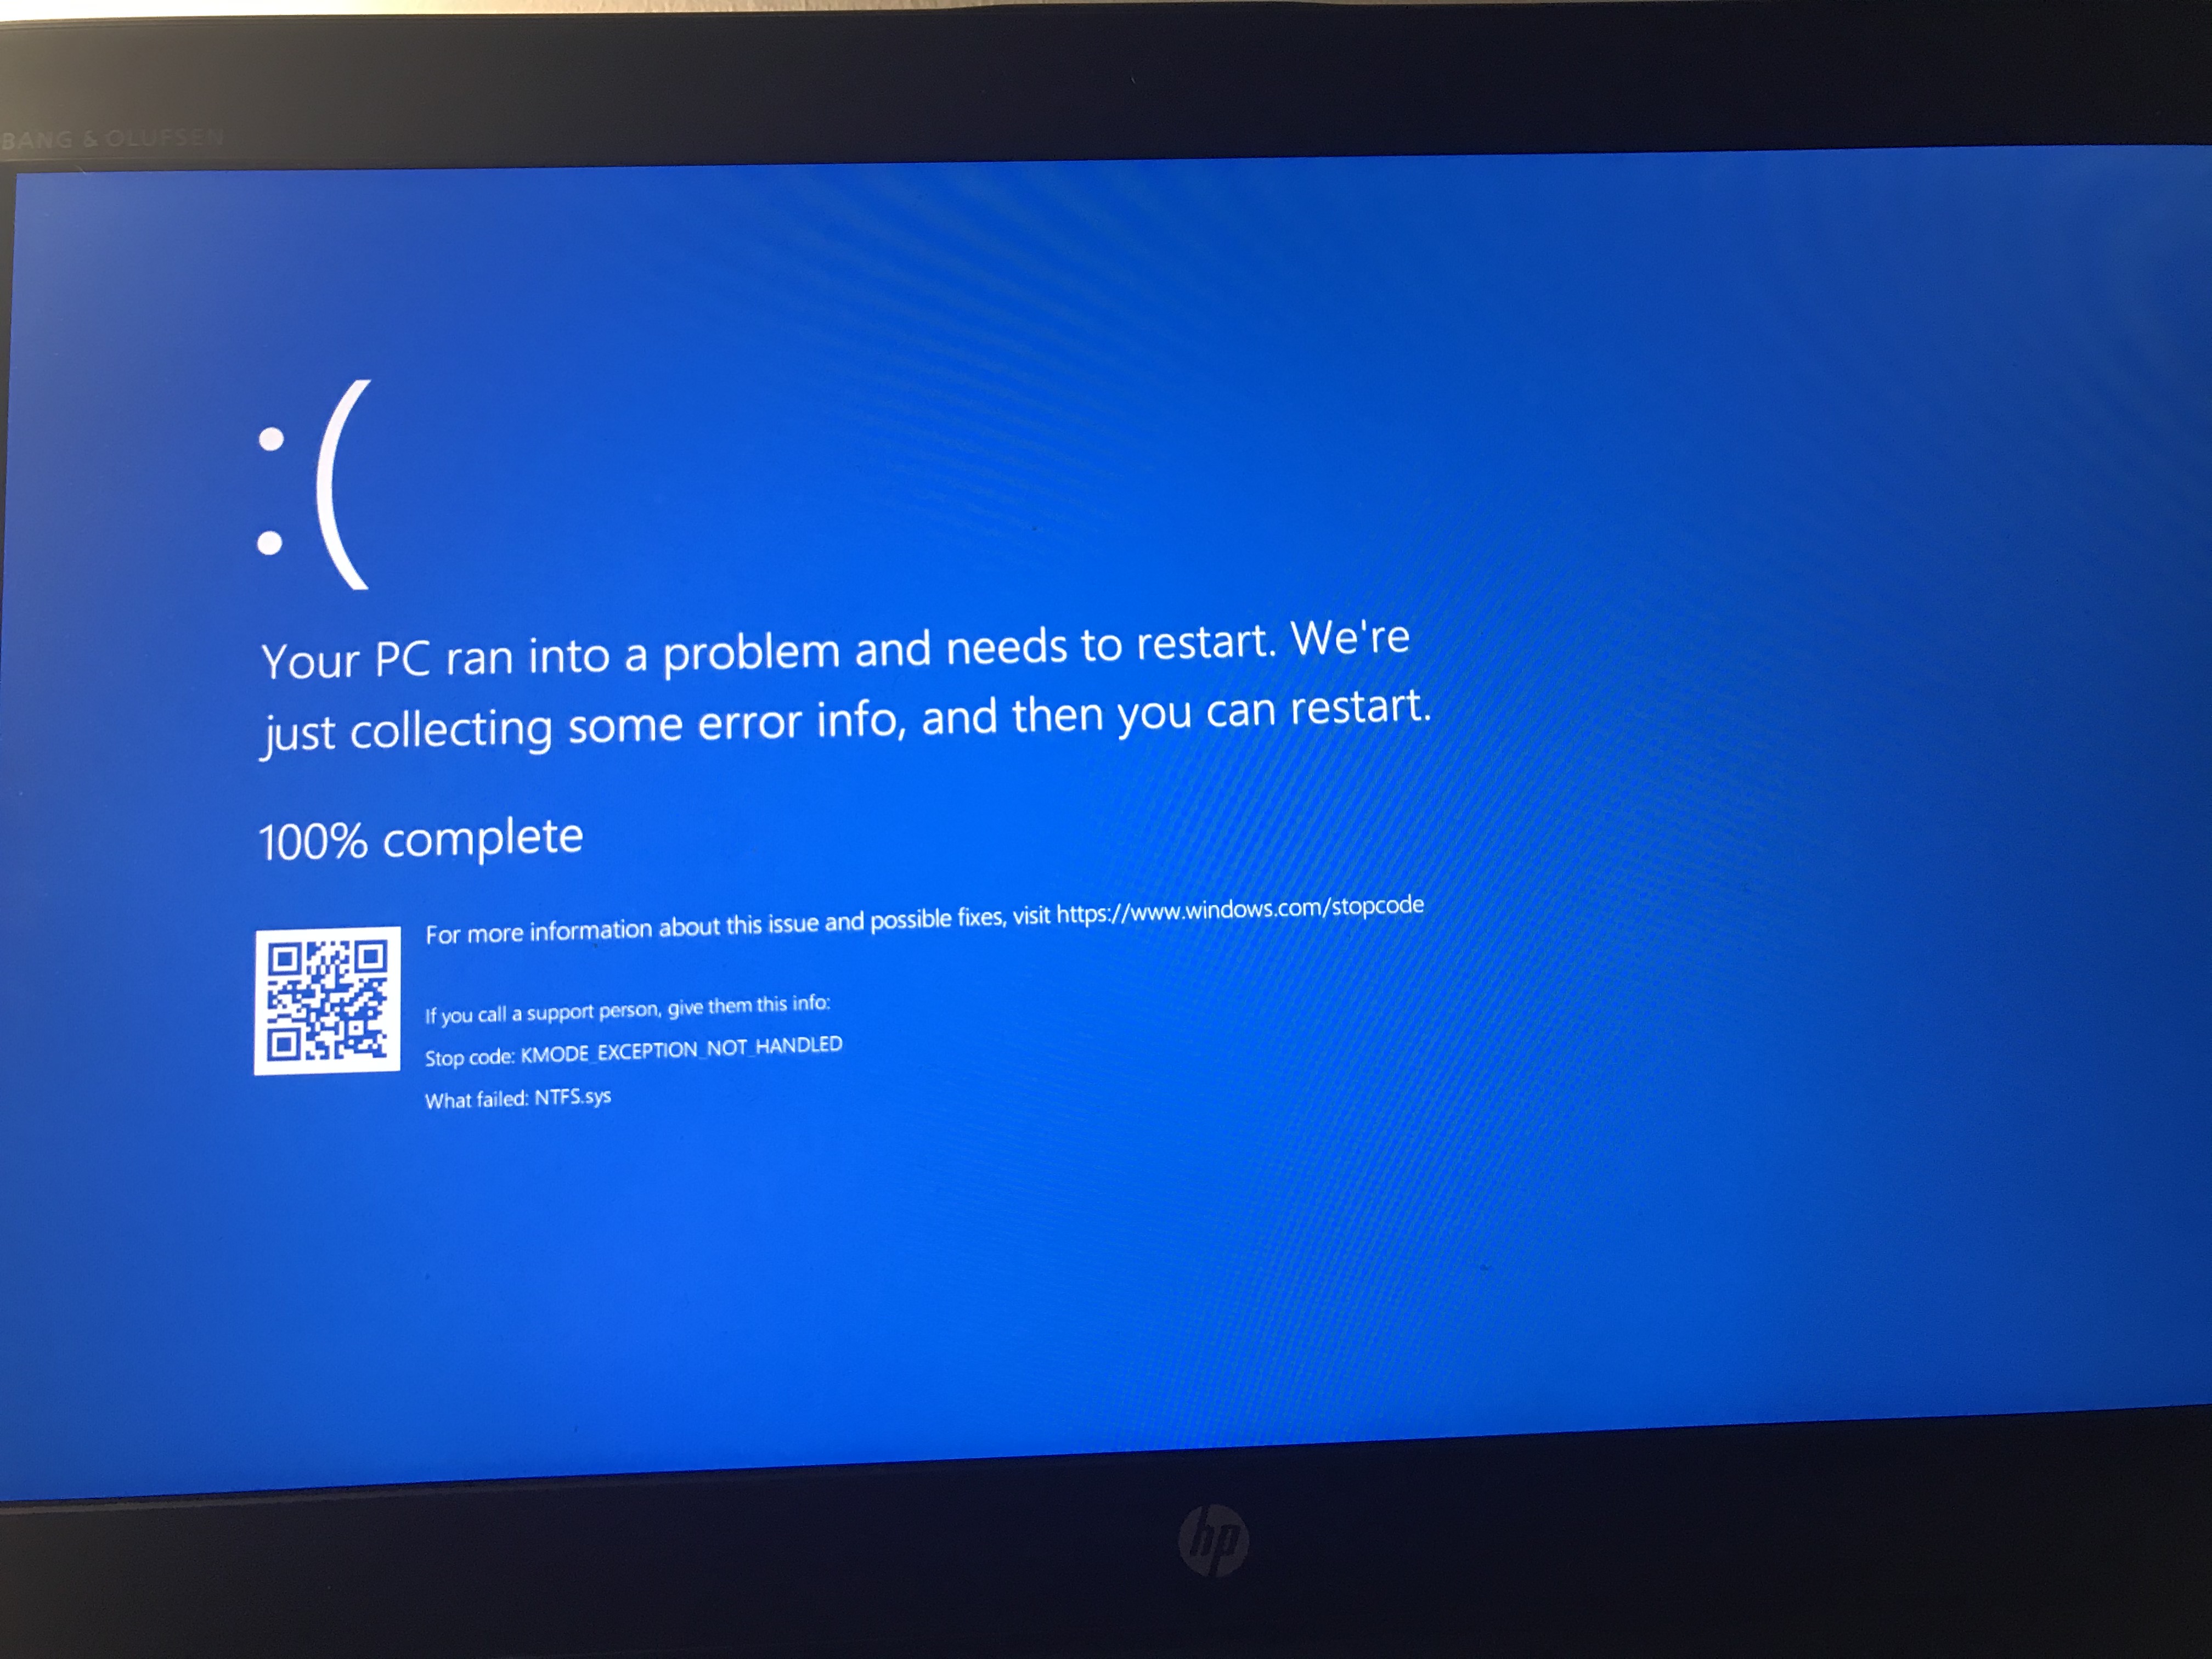 BANG & OLUFSEN
:(
Your PC ran into a problem and needs to restart. We're
just collecting some error info, and then you can restart.
100% complete
For more information about this issue and possible fixes, visit https://www.windows.com/stopcode
If you call a support person, give them this info:
Stop code: KMODE_EXCEPTION_NOT_HANDLED
What failed: NTFS.sys
hp